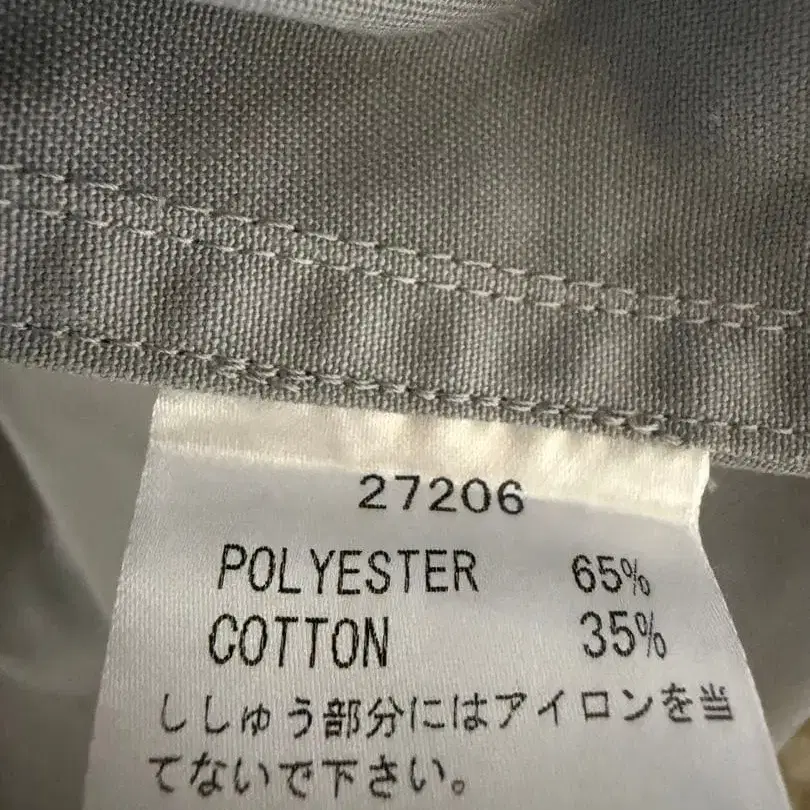 27206
POLYESTER 65%
COTTON 35%
ししゅう部分にはアイロンを当
てないで下さい。